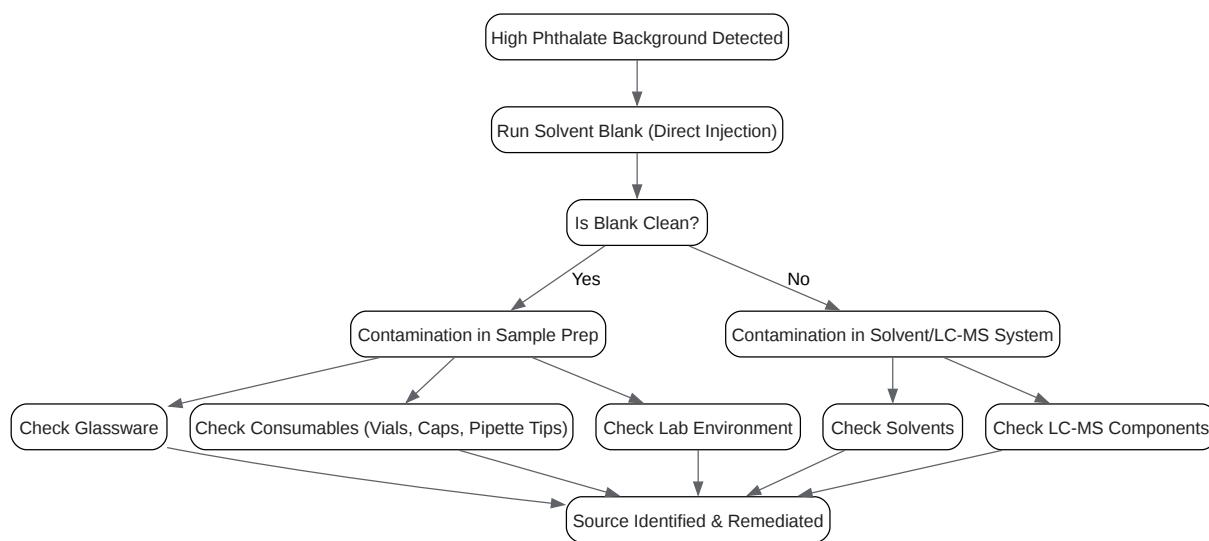 High Phthalate Background Detected
Run Solvent Blank (Direct Injection)
Is Blank Clean?
Yes
No
Contamination in Sample Prep
Contamination in Solvent/LC-MS System
Check Glassware
Check Consumables (Vials, Caps, Pipette Tips)
Check Lab Environment
Check Solvents
Check LC-MS Components
Source Identified & Remediated